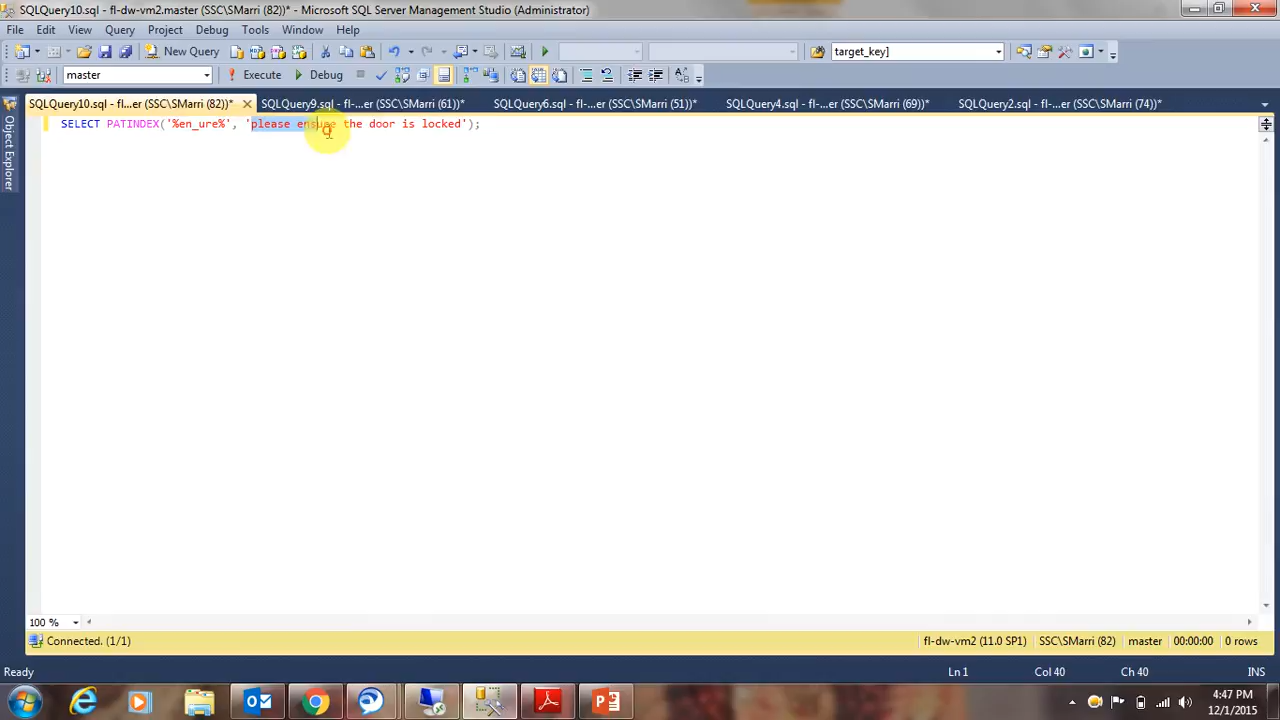 SQLQuery10.sql - fl-dw-vm2.master (SSC\SMarri (82))* - Microsoft SQL Server Management Studio (Administrator)
File Edit View Query Project Debug Tools Window Help
New Query target_key]
master Execute Debug
SQLQuery10.sql - fl...er (SSC\SMarri (82))* SQLQuery9.sql - fl-...er (SSC\SMarri (61))* SQLQuery6.sql - fl-...er (SSC\SMarri (51))* SQLQuery4.sql - fl-...er (SSC\SMarri (69))* SQLQuery2.sql - fl-...er (SSC\SMarri (74))*
Object Explorer
SELECT PATINDEX('%en_ure%', 'please ensure the door is locked');
100 %
Connected. (1/1) fl-dw-vm2 (11.0 SP1) SSC\SMarri (82) master 00:00:00 0 rows
Ready Ln 1 Col 40 Ch 40 INS
4:47 PM
12/1/2015